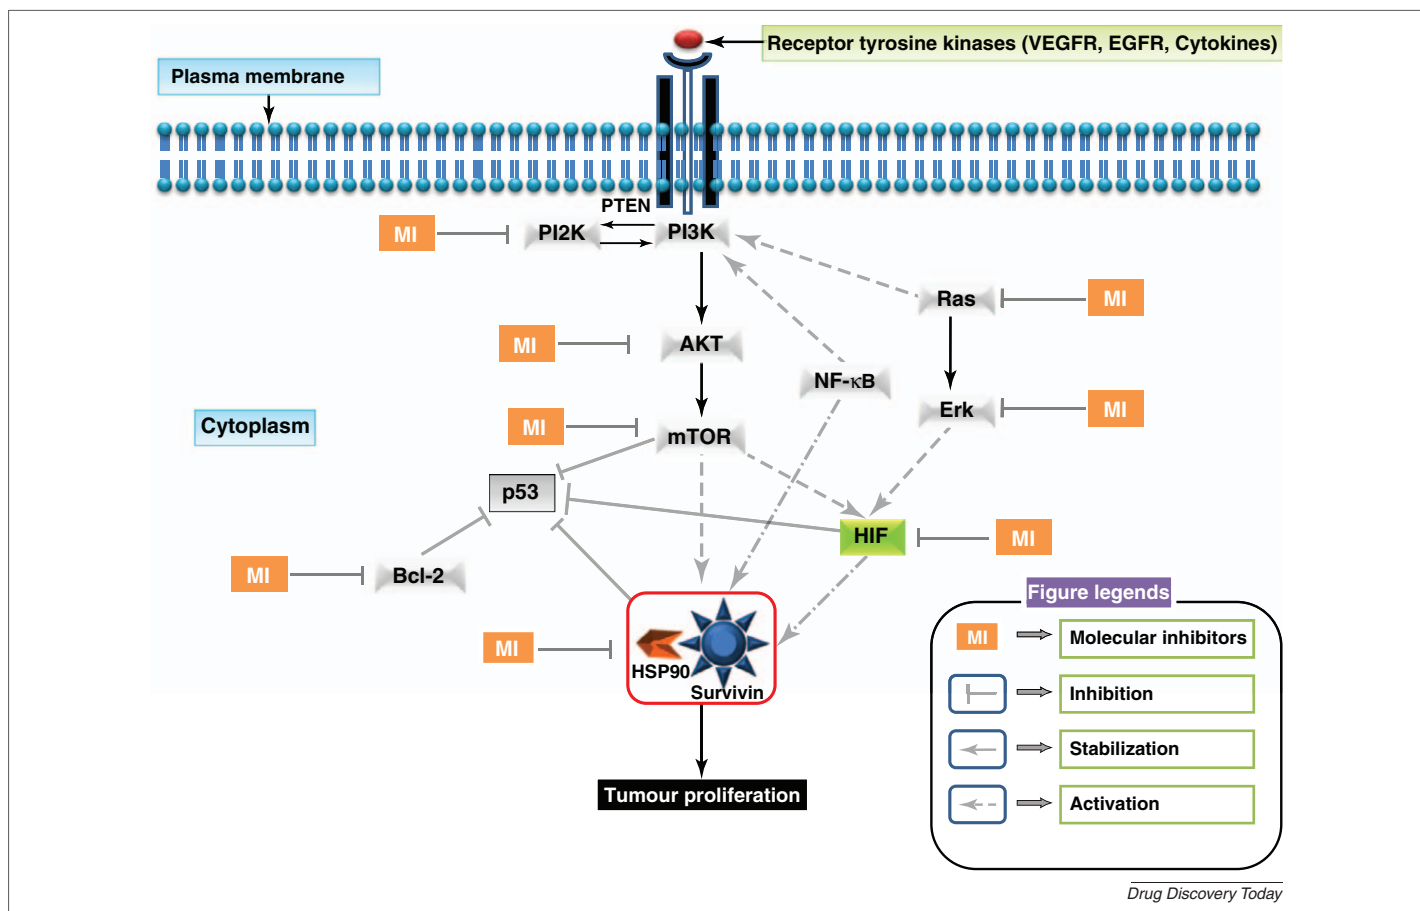 Receptor tyrosine kinases (VEGFR, EGFR, Cytokines)
Plasma membrane
PTEN
MI
PI2K
PI3K
Ras
MI
MI
AKT
NF-κB
Erk
MI
Cytoplasm
MI
mTOR
p53
HIF
MI
MI
Bcl-2
Figure legends
MI
Molecular inhibitors
MI
HSP90
Survivin
Inhibition
Stabilization
Tumour proliferation
Activation
Drug Discovery Today